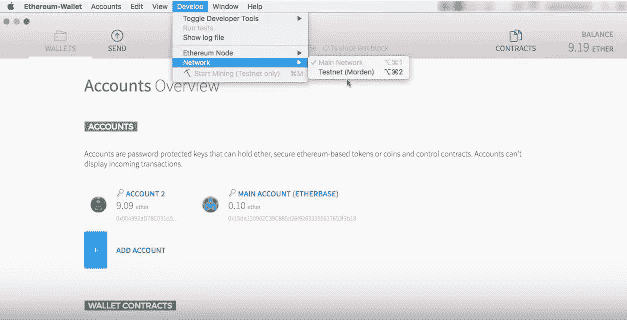 Ethereum-Wallet Accounts Edit View Develop Window Help
Toggle Developer Tools
Run tests
Show log file
Ethereum Node
Network
Start Mining (Testnet only) ⌘M
✓ Main Network ⌥⌘1
Testnet (Morden) ⌥⌘2
WALLETS
SEND
CONTRACTS
BALANCE
9.19 ETHER
Accounts Overview
ACCOUNTS
Accounts are password protected keys that can hold ether, secure ethereum-based tokens or coins and control contracts. Accounts can't
display incoming transactions.
ACCOUNT 2
9.09 ether
MAIN ACCOUNT (ETHERBASE)
0.10 ether
ADD ACCOUNT
WALLET CONTRACTS